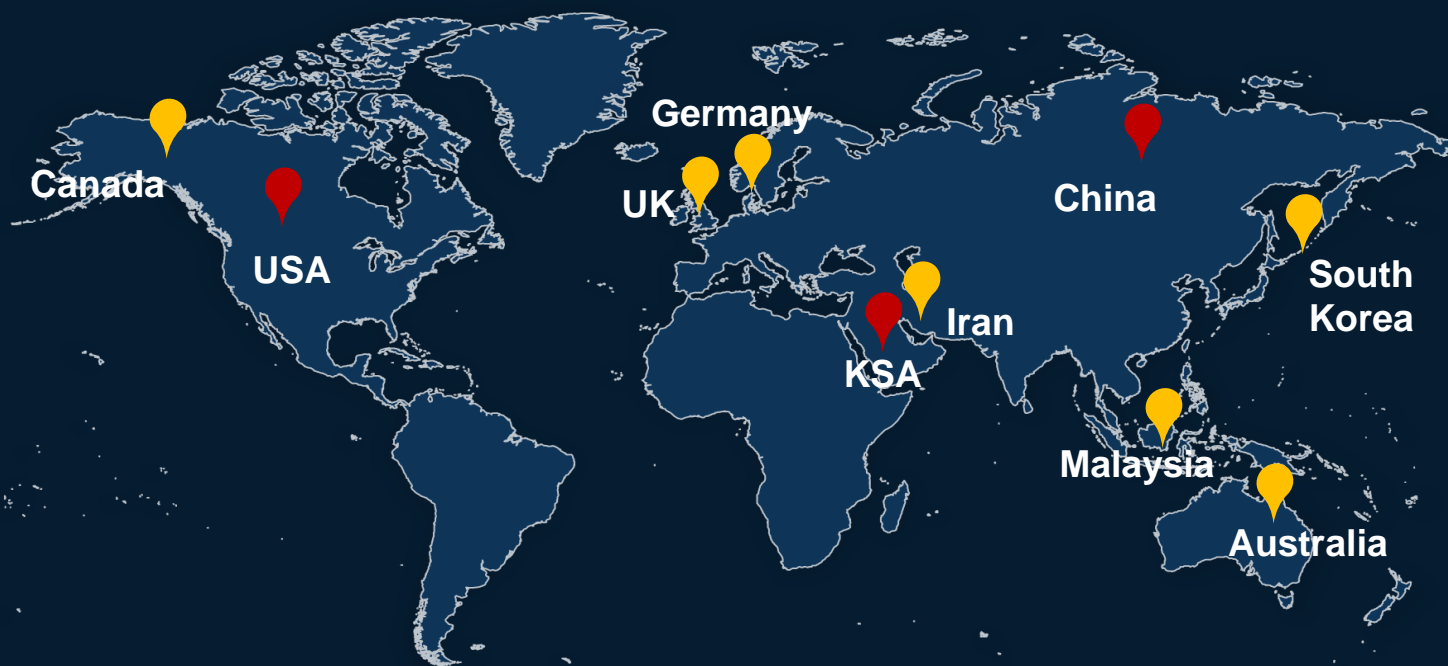 Germany
Canada
UK
China
USA
South
Korea
Iran
KSA
Malaysia
Australia